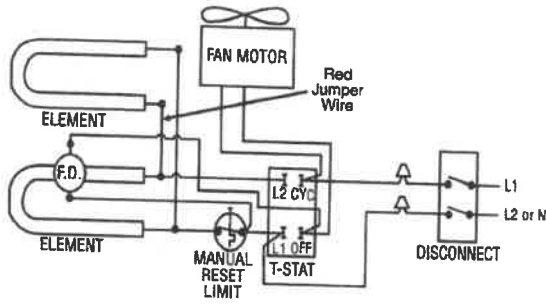 FAN MOTOR
Red
Jumper
Wire
ELEMENT
F.D.
L2 CYC
L1
L2 or N
ELEMENT
L1 OFF
DISCONNECT
MANUAL
RESET
LIMIT
T-STAT